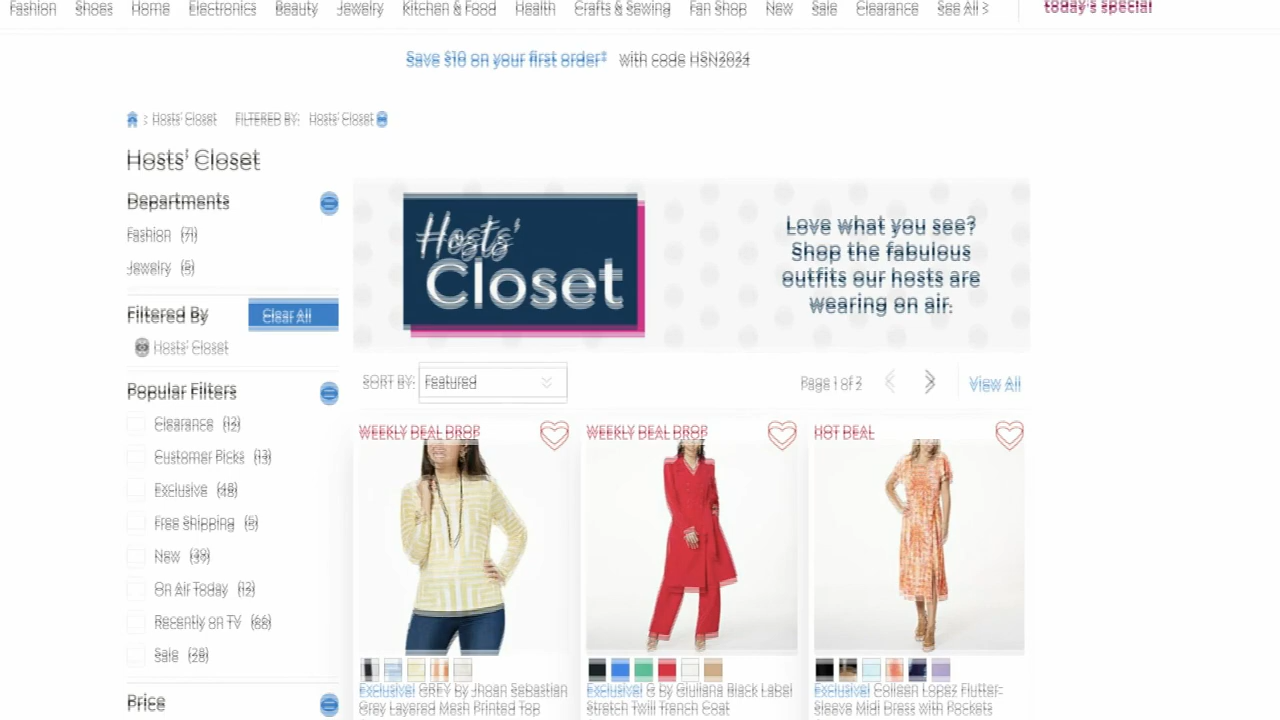 Fashion Shoes Home Electronics Beauty Jewelry Kitchen & Food Health Crafts & Sewing Fan Shop New Sale Clearance See All > today's special
Save $10 on your first order‡ with code HSN2024
> Hosts' Closet FILTERED BY: Hosts' Closet
Hosts' Closet
Departments
Fashion (71)
Jewelry (5)
Filtered By Clear All
Hosts' Closet
Popular Filters
Clearance (12)
Customer Picks (13)
Exclusive (48)
Free Shipping (5)
New (39)
On Air Today (12)
Recently on TV (66)
Sale (28)
Price
Hosts'
Closet
Love what you see?
Shop the fabulous
outfits our hosts are
wearing on air.
SORT BY: Featured Page 1 of 2 View All
WEEKLY DEAL DROP
Exclusive! GREY by Jhoan Sebastian
Grey Layered Mesh Printed Top
WEEKLY DEAL DROP
Exclusive! G by Giuliana Black Label
Stretch Twill Trench Coat
HOT DEAL
Exclusive! Colleen Lopez Flutter-
Sleeve Midi Dress with Pockets